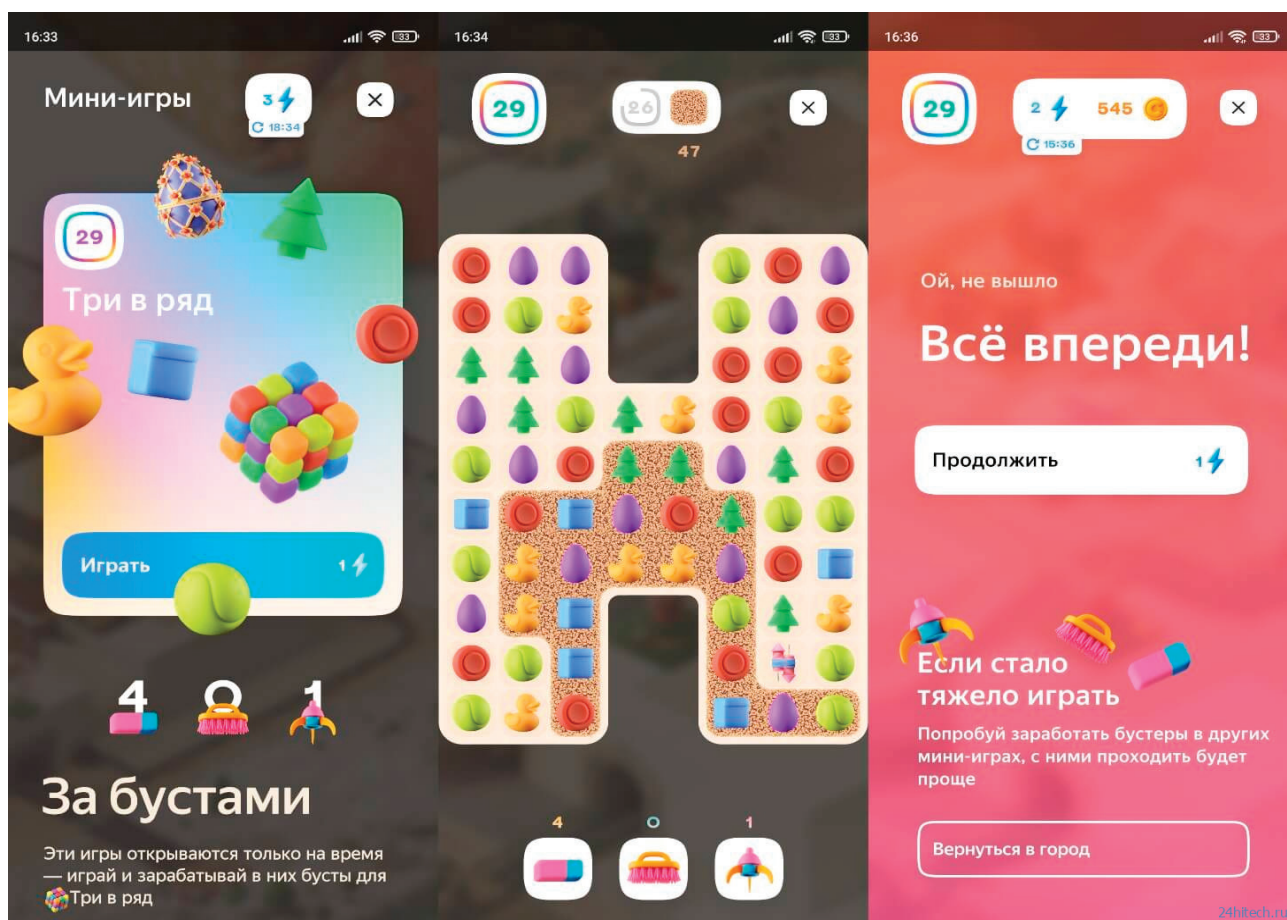 16:33
33
Мини-игры
3
18:34
29
Три в ряд
Играть
1
4
0
1
За бустами
Эти игры открываются только на время
— играй и зарабатывай в них бусты для
Три в ряд
16:34
33
29
26
47
4
0
1
16:36
33
29
2
545
15:36
Ой, не вышло
Всё впереди!
Продолжить
1
Если стало
тяжело играть
Попробуй заработать бустеры в других
мини-играх, с ними проходить будет
проще
Вернуться в город
24hitech.ru